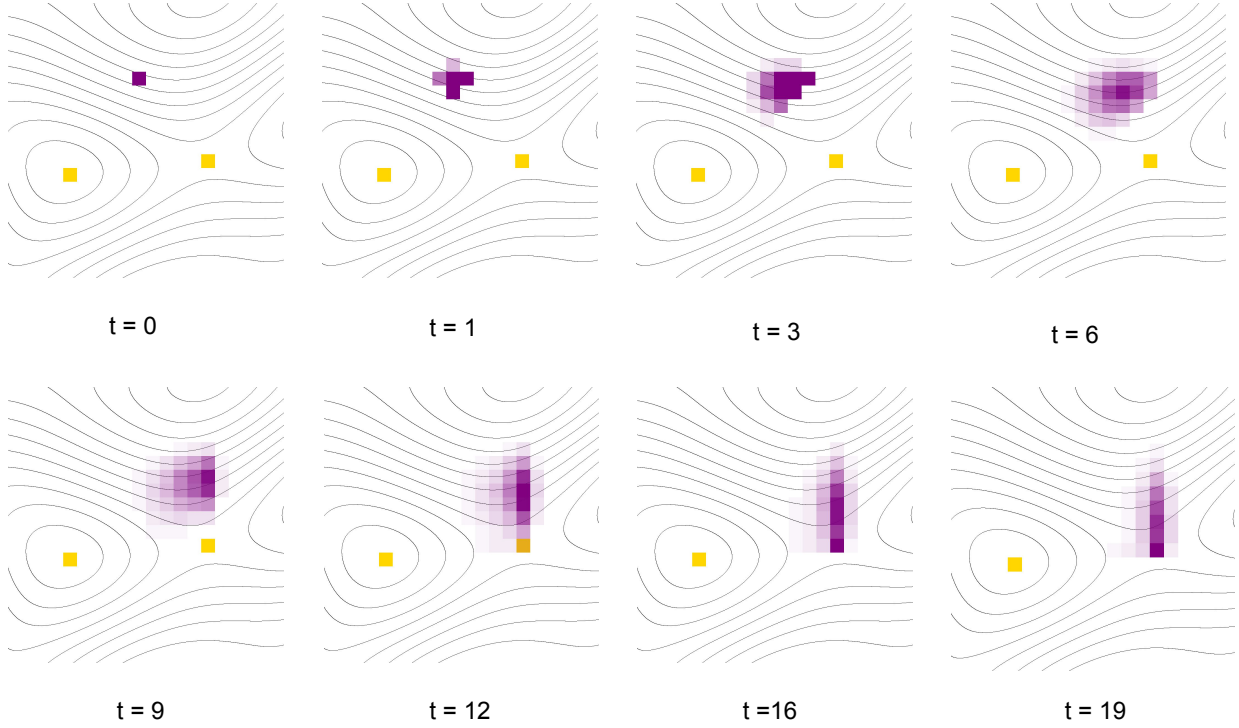 t = 0
t = 1
t = 3
t = 6
t = 9
t = 12
t =16
t = 19